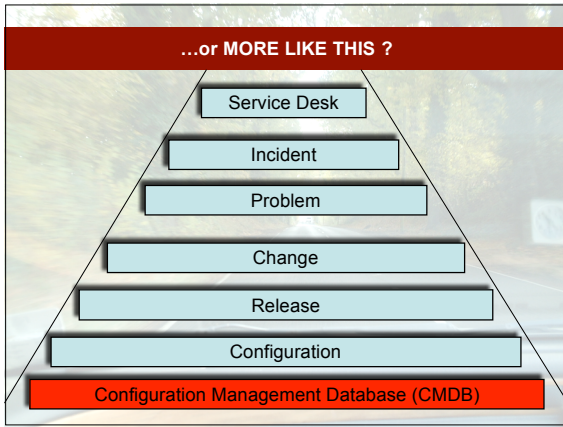 ...or MORE LIKE THIS ?
Service Desk
Incident
Problem
Change
Release
Configuration
Configuration Management Database (CMDB)